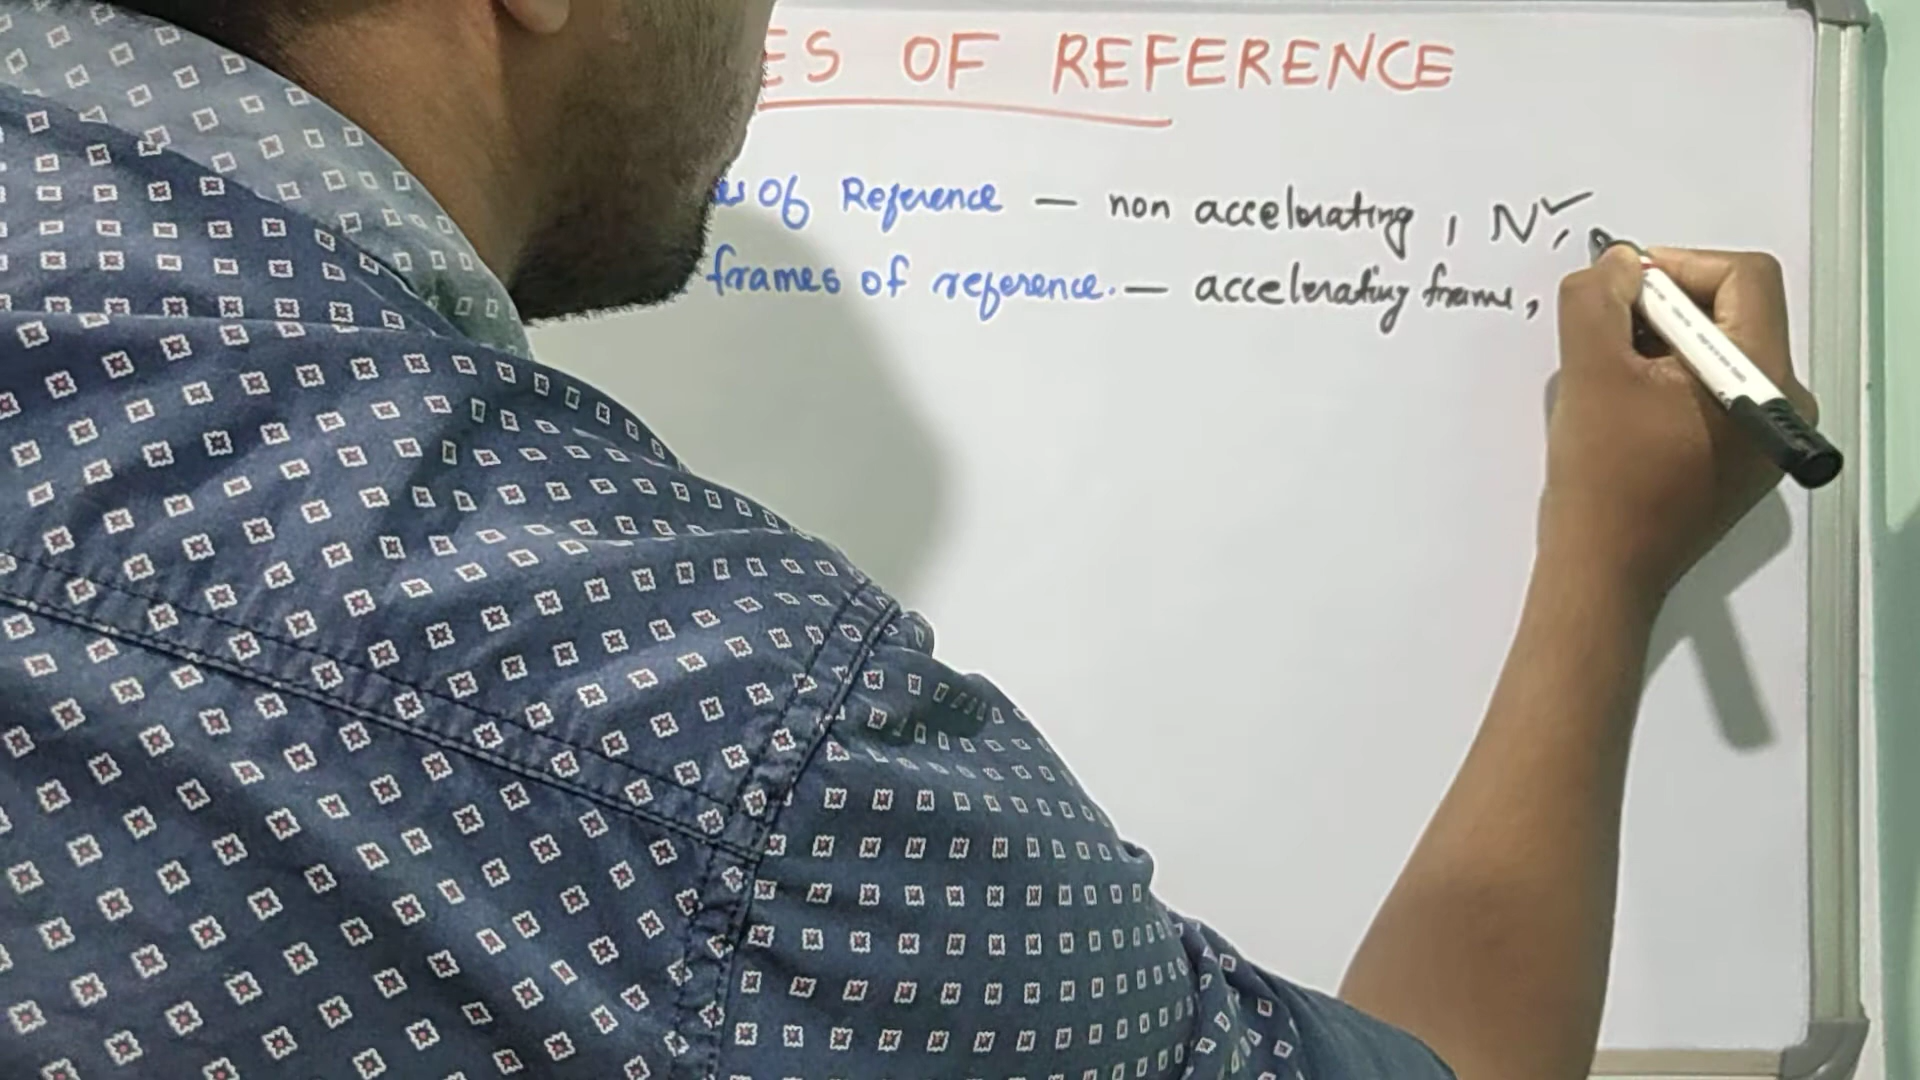 ES OF REFERENCE
Of Reference — non accelerating, N✓,
frames of reference. — accelerating frame,